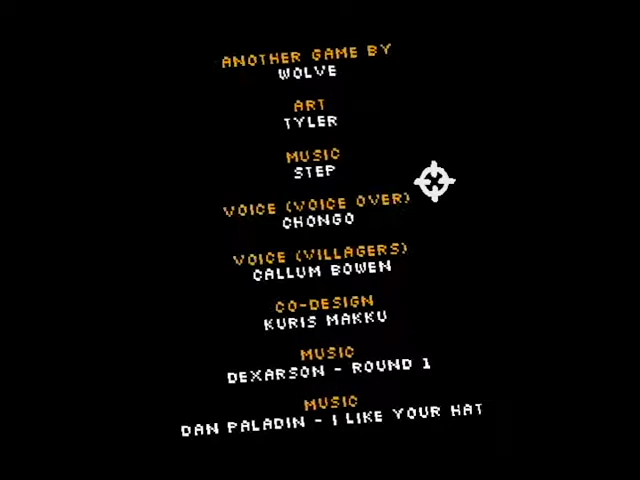 ANOTHER GAME BY
WOLVE
ART
TYLER
MUSIC
STEP
VOICE (VOICE OVER)
CHONGO
VOICE (VILLAGERS)
CALLUM BOWEN
CO-DESIGN
KURIS MAKKU
MUSIC
DEXARSON - ROUND 1
MUSIC
DAN PALADIN - I LIKE YOUR HAT